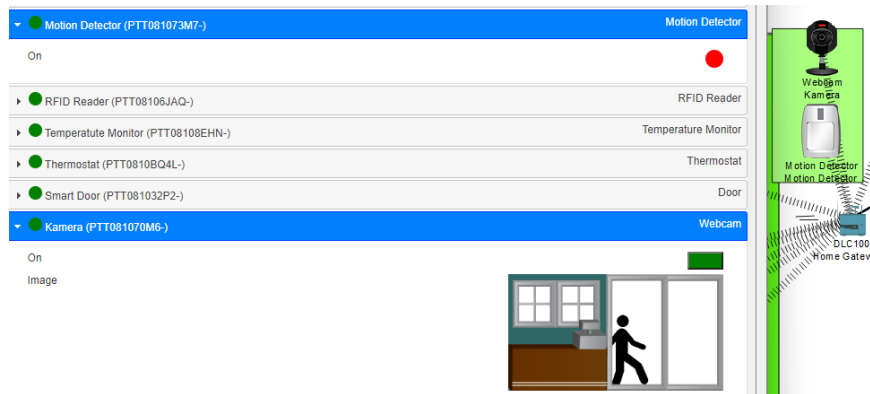 Motion Detector (PTT081073M7-) Motion Detector
On
RFID Reader (PTT08106JAQ-) RFID Reader
Temperatute Monitor (PTT08108EHN-) Temperature Monitor
Thermostat (PTT0810BQ4L-) Thermostat
Smart Door (PTT081032P2-) Door
Kamera (PTT081070M6-) Webcam
On
Image
Webcam
Kamera
Motion Detector
Motion Detector
DLC100
Home Gatew